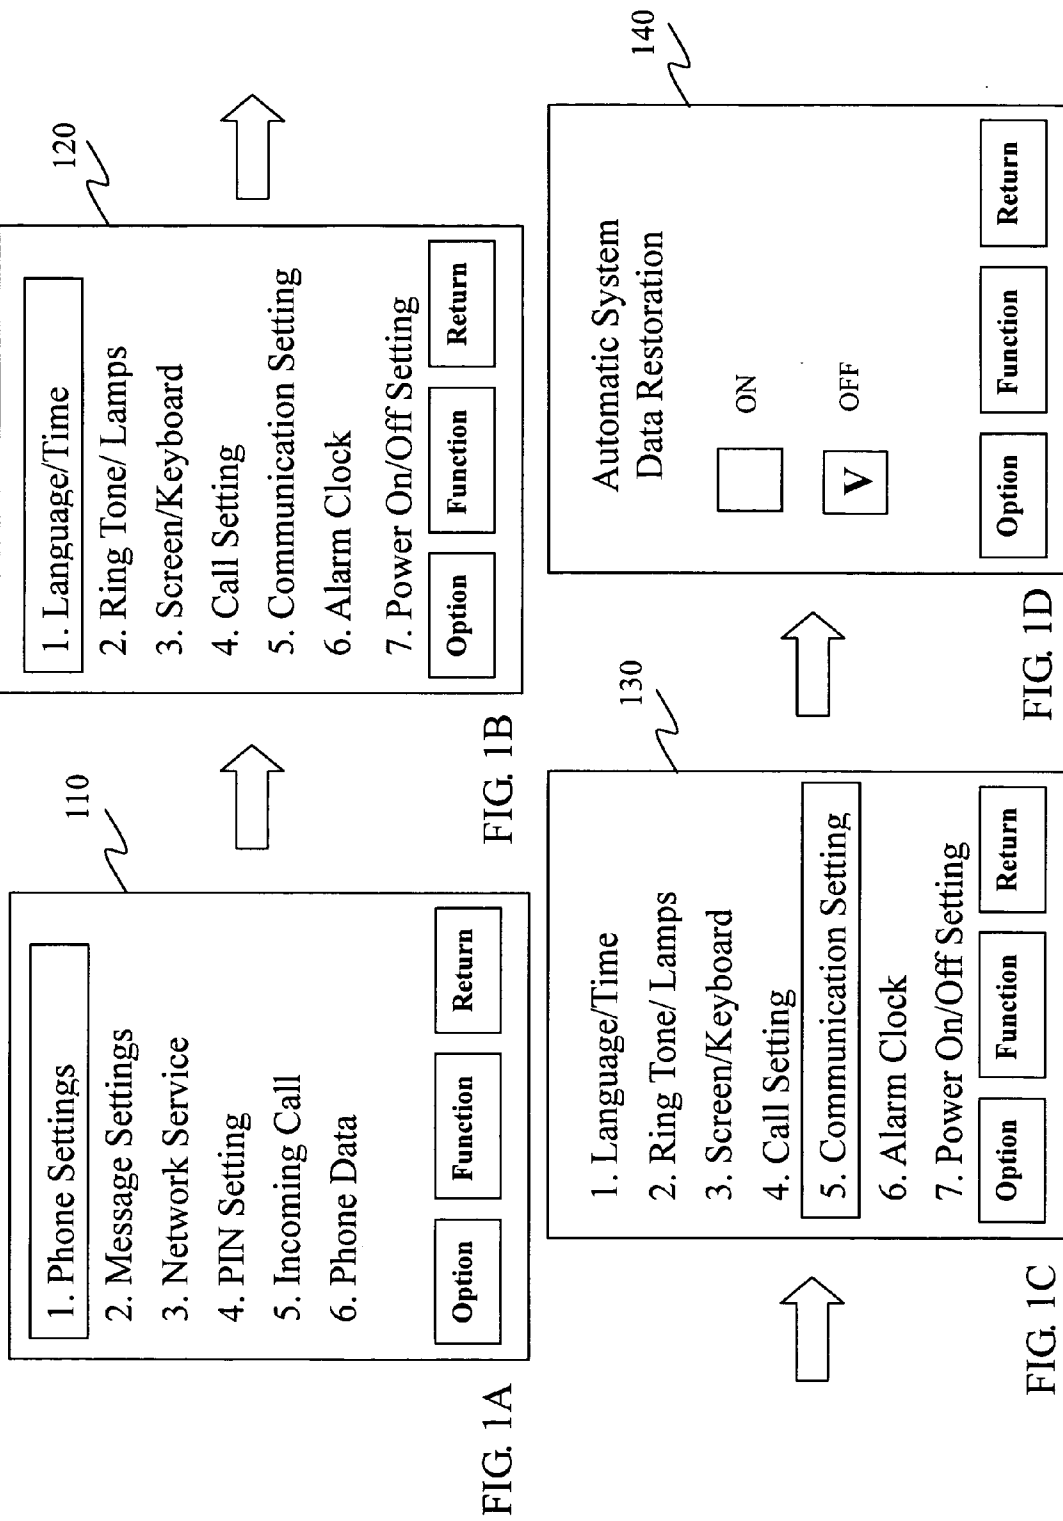 110
1. Phone Settings
2. Message Settings
3. Network Service
4. PIN Setting
5. Incoming Call
6. Phone Data
Option Function Return
FIG. 1A
120
1. Language/Time
2. Ring Tone/ Lamps
3. Screen/Keyboard
4. Call Setting
5. Communication Setting
6. Alarm Clock
7. Power On/Off Setting
Option Function Return
FIG. 1B
130
1. Language/Time
2. Ring Tone/ Lamps
3. Screen/Keyboard
4. Call Setting
5. Communication Setting
6. Alarm Clock
7. Power On/Off Setting
Option Function Return
FIG. 1C
140
Automatic System
Data Restoration
ON
V OFF
Option Function Return
FIG. 1D